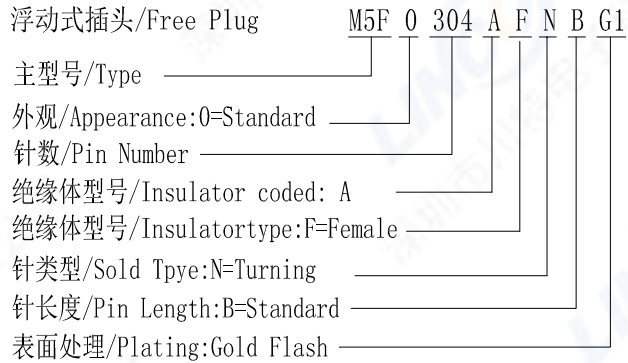 浮动式插头/Free Plug M5F 0 304 A F N B G1
主型号/Type
外观/Appearance:0=Standard
针数/Pin Number
绝缘体型号/Insulator coded: A
绝缘体型号/Insulatortype:F=Female
针类型/Sold Tpye:N=Turning
针长度/Pin Length:B=Standard
表面处理/Plating:Gold Flash